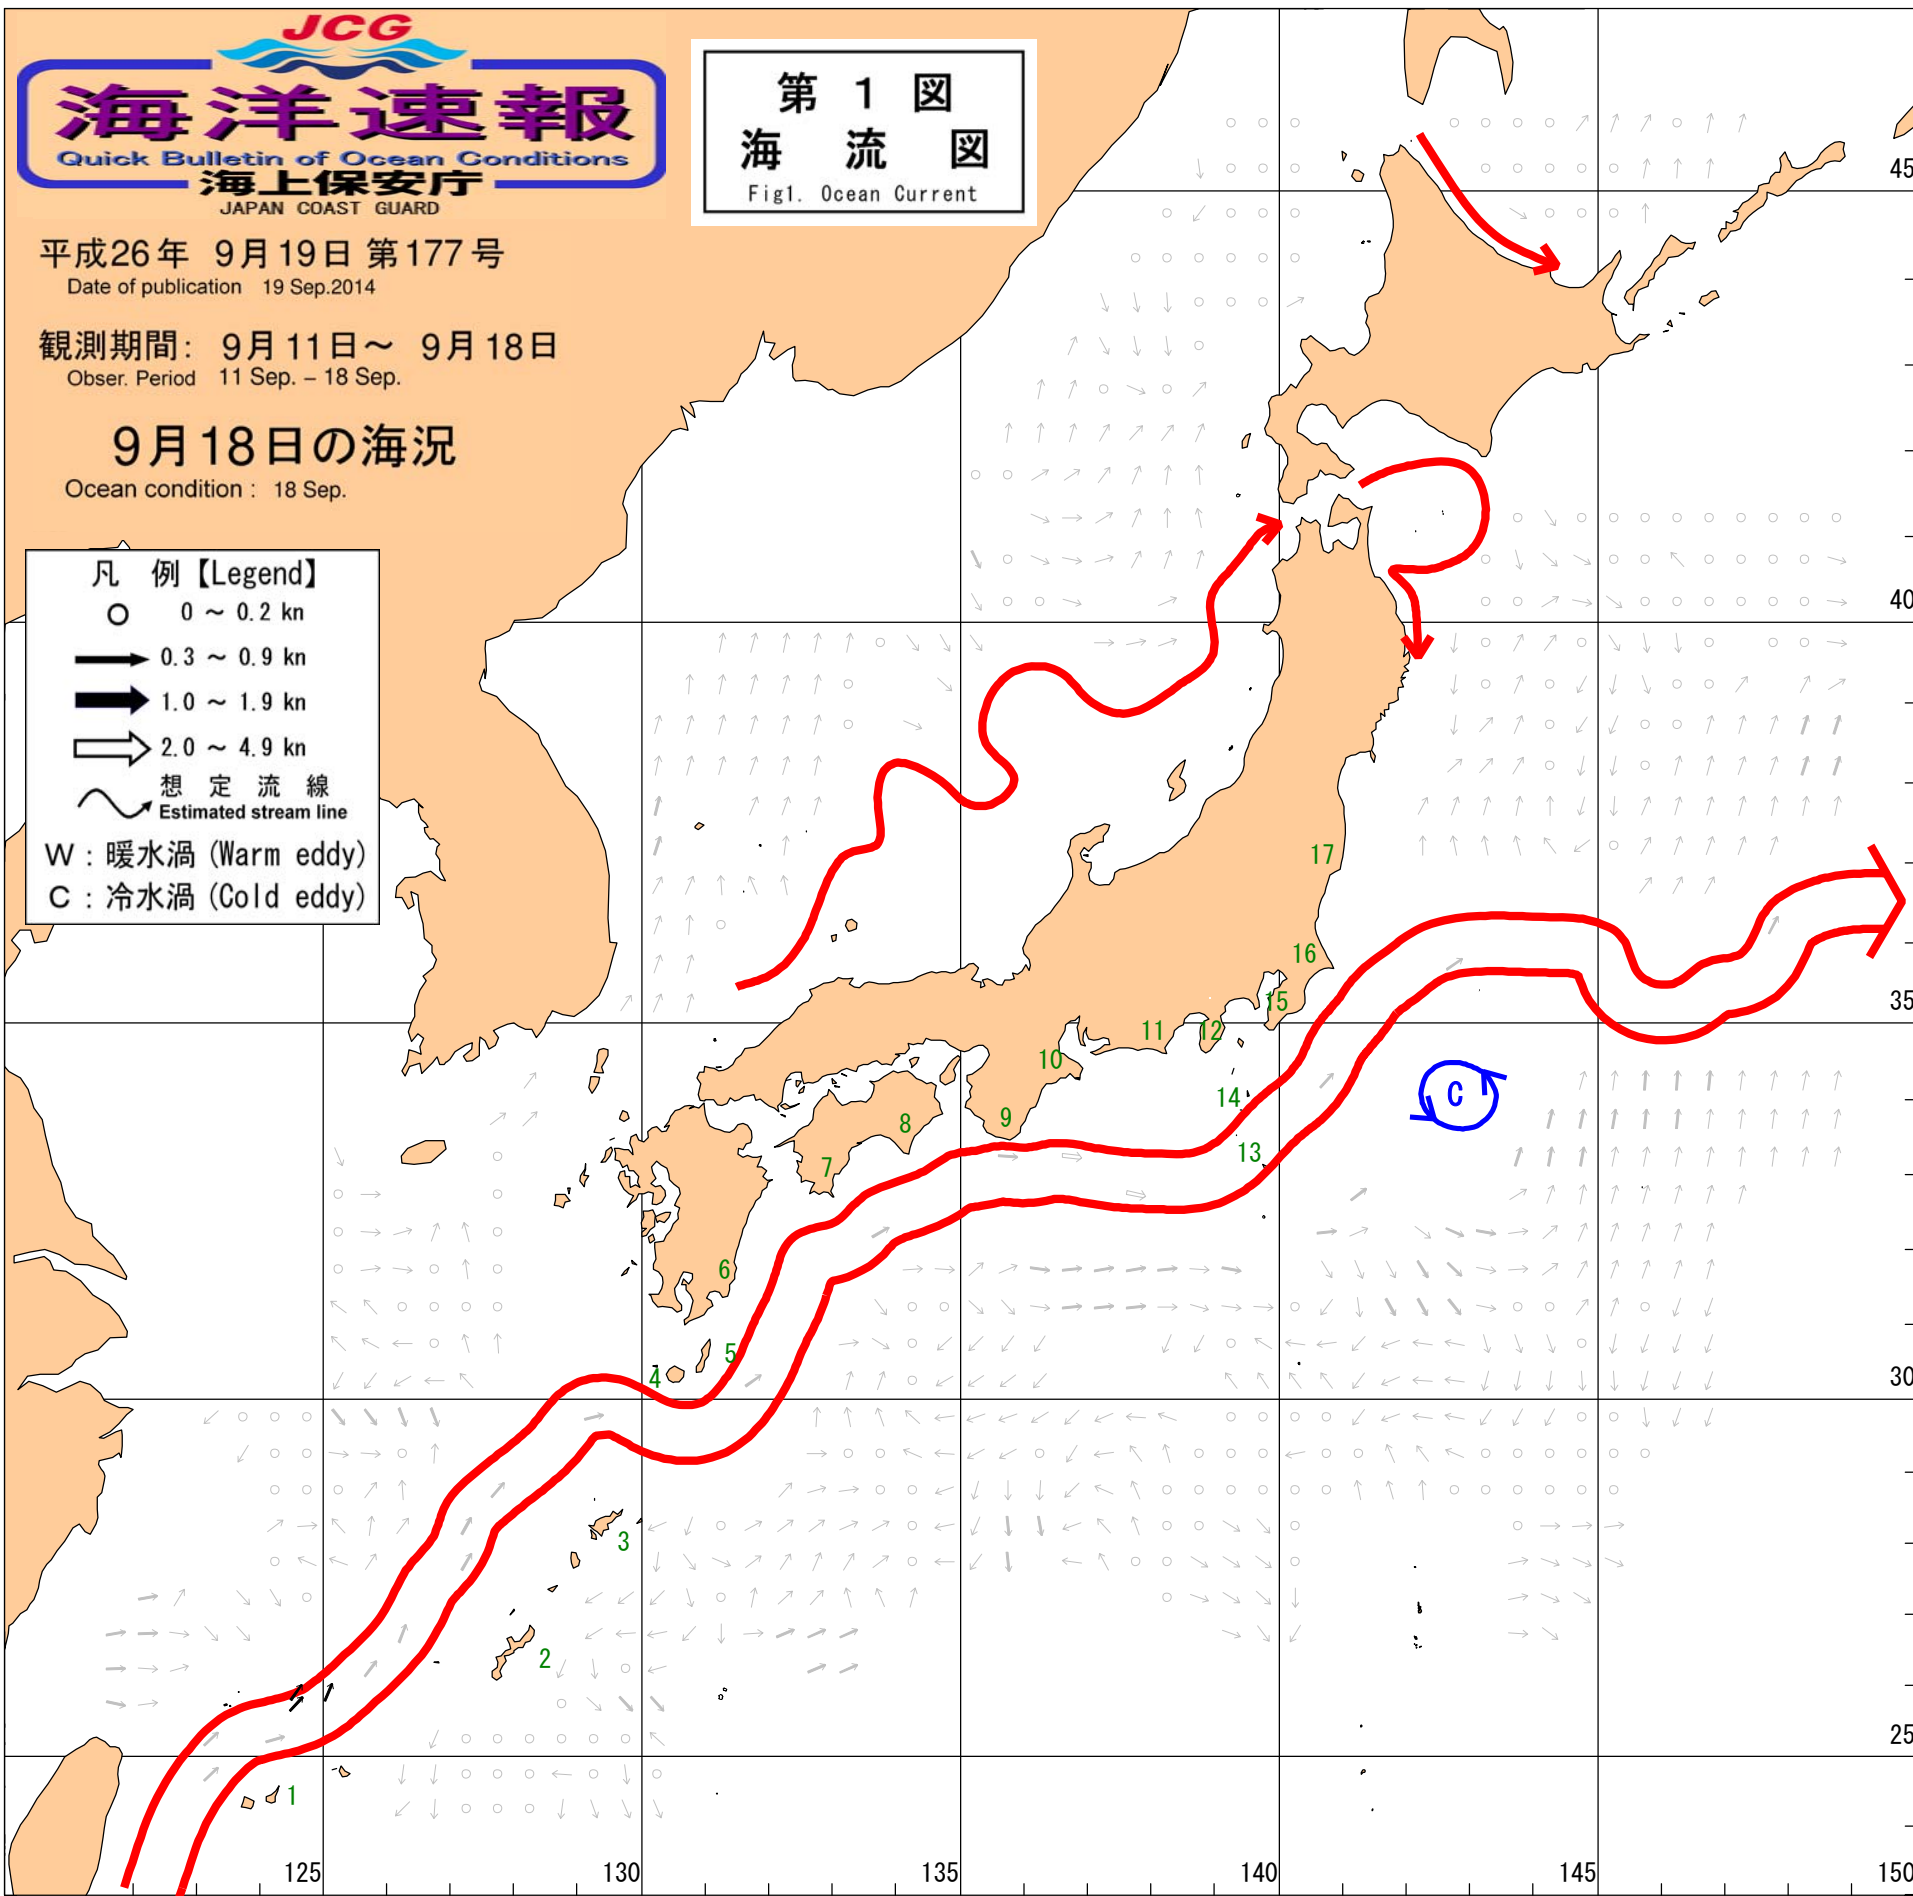 JCG
海洋速報
Quick Bulletin of Ocean Conditions
海上保安庁
JAPAN COAST GUARD
平成26年 9月19日 第177号
Date of publication 19 Sep.2014
観測期間: 9月11日～ 9月18日
Obser. Period 11 Sep. – 18 Sep.
9月18日の海況
Ocean condition : 18 Sep.
第 1 図
海 流 図
Fig1. Ocean Current
凡 例【Legend】
0 ～ 0.2 kn
0.3 ～ 0.9 kn
1.0 ～ 1.9 kn
2.0 ～ 4.9 kn
想 定 流 線
Estimated stream line
W : 暖水渦 (Warm eddy)
C : 冷水渦 (Cold eddy)
45
40
17
16
35
15
12
11
10
C
14
9
8
13
7
6
5
4
30
3
2
25
1
125
130
135
140
145
150